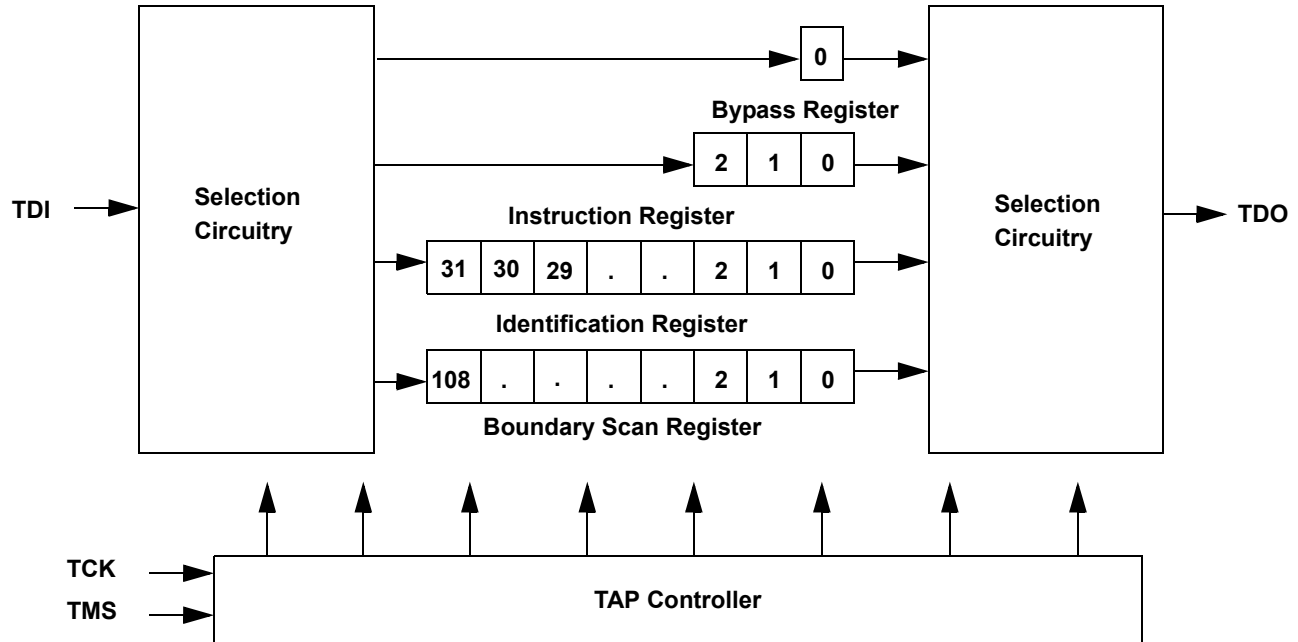 0
Bypass Register
2 1 0
TDI
Selection
Circuitry
Instruction Register
Selection
Circuitry
TDO
31 30 29 . . 2 1 0
Identification Register
108 . . . . 2 1 0
Boundary Scan Register
TCK
TMS
TAP Controller